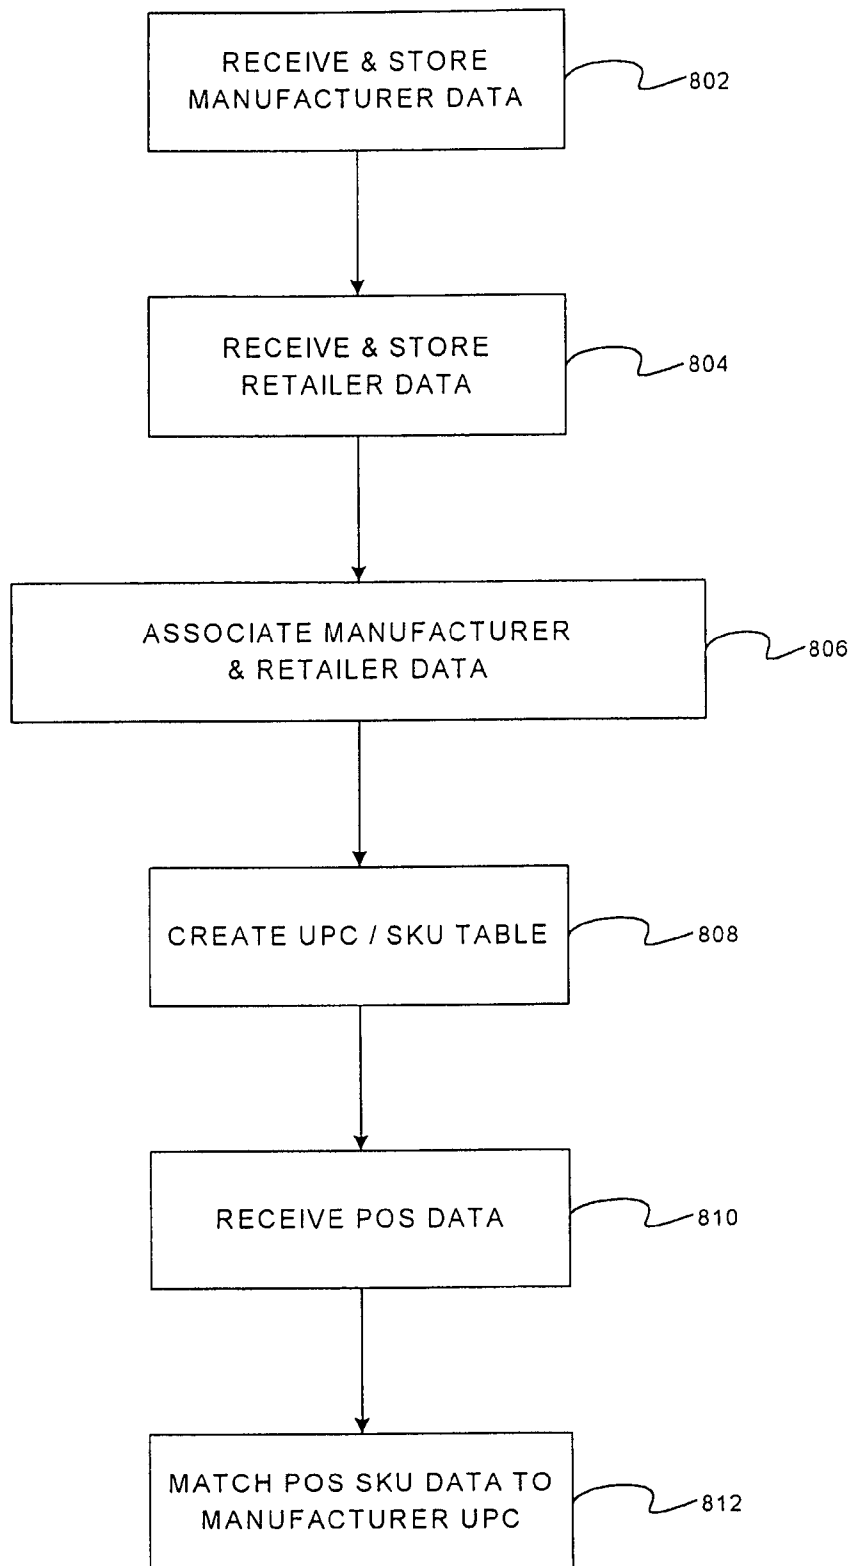 RECEIVE & STORE
MANUFACTURER DATA
802
RECEIVE & STORE
RETAILER DATA
804
ASSOCIATE MANUFACTURER
& RETAILER DATA
806
CREATE UPC / SKU TABLE
808
RECEIVE POS DATA
810
MATCH POS SKU DATA TO
MANUFACTURER UPC
812